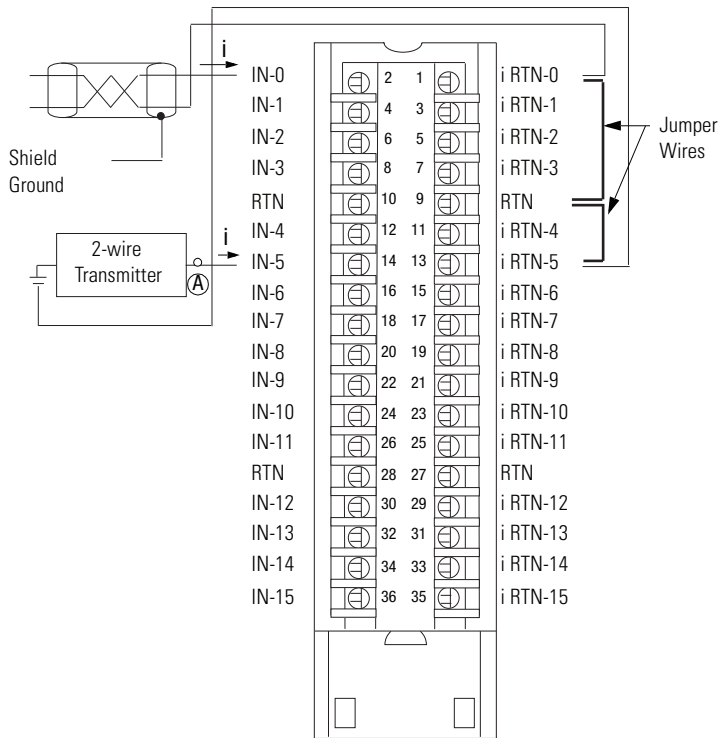 i
IN-0 2 1 i RTN-0
IN-1 4 3 i RTN-1
IN-2 6 5 i RTN-2
IN-3 8 7 i RTN-3
RTN 10 9 RTN
IN-4 12 11 i RTN-4
IN-5 14 13 i RTN-5
IN-6 16 15 i RTN-6
IN-7 18 17 i RTN-7
IN-8 20 19 i RTN-8
IN-9 22 21 i RTN-9
IN-10 24 23 i RTN-10
IN-11 26 25 i RTN-11
RTN 28 27 RTN
IN-12 30 29 i RTN-12
IN-13 32 31 i RTN-13
IN-14 34 33 i RTN-14
IN-15 36 35 i RTN-15
Shield
Ground
2-wire
Transmitter
i
A
Jumper
Wires